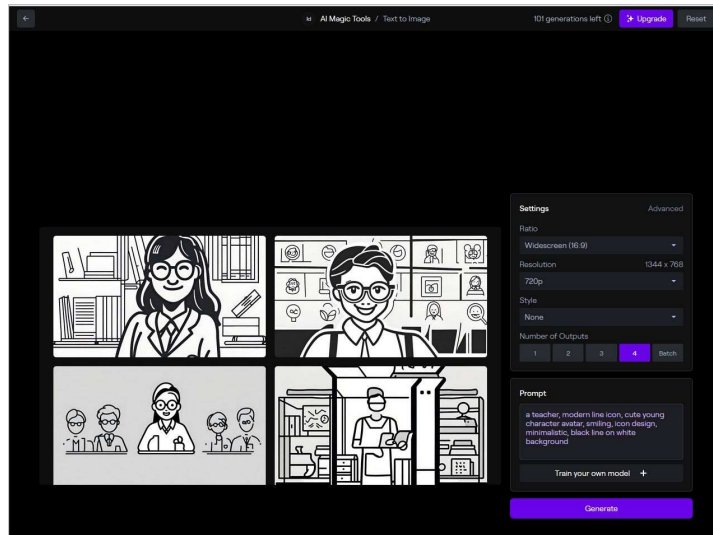 AI Magic Tools / Text to Image
101 generations left
Upgrade
Reset
Settings
Advanced
Ratio
Widescreen (16:9)
Resolution
1344 x 768
720p
Style
None
Number of Outputs
1
2
3
4
Batch
Prompt
a teacher, modern line icon, cute young
character avatar, smiling, icon design,
minimalistic, black line on white
background
Train your own model +
Generate